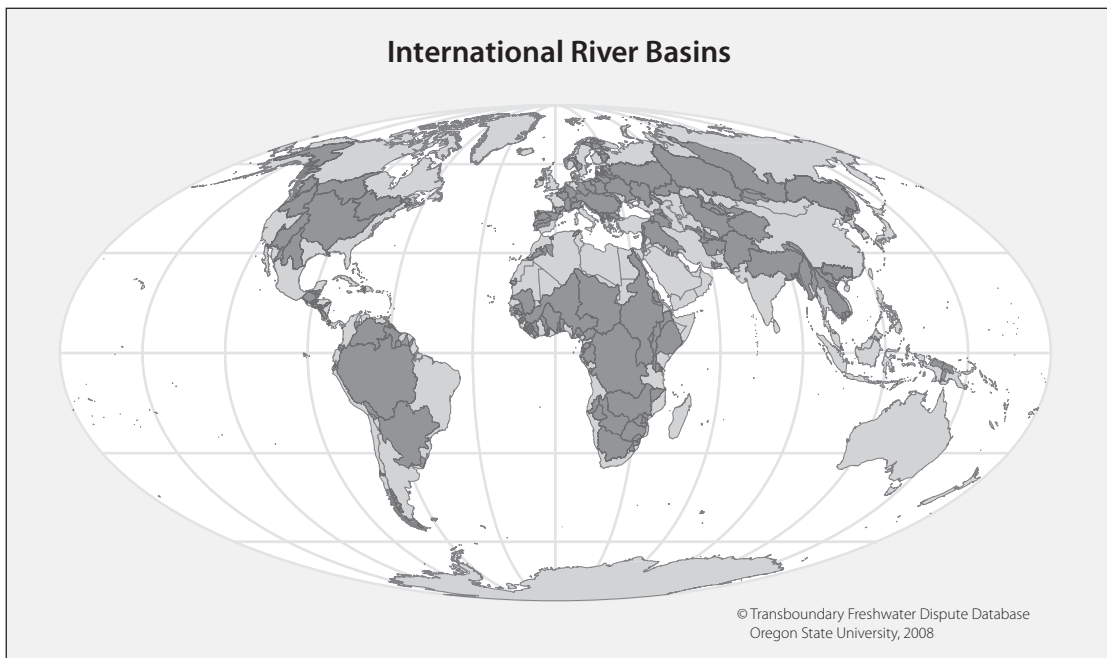 International River Basins
© Transboundary Freshwater Dispute Database
Oregon State University, 2008